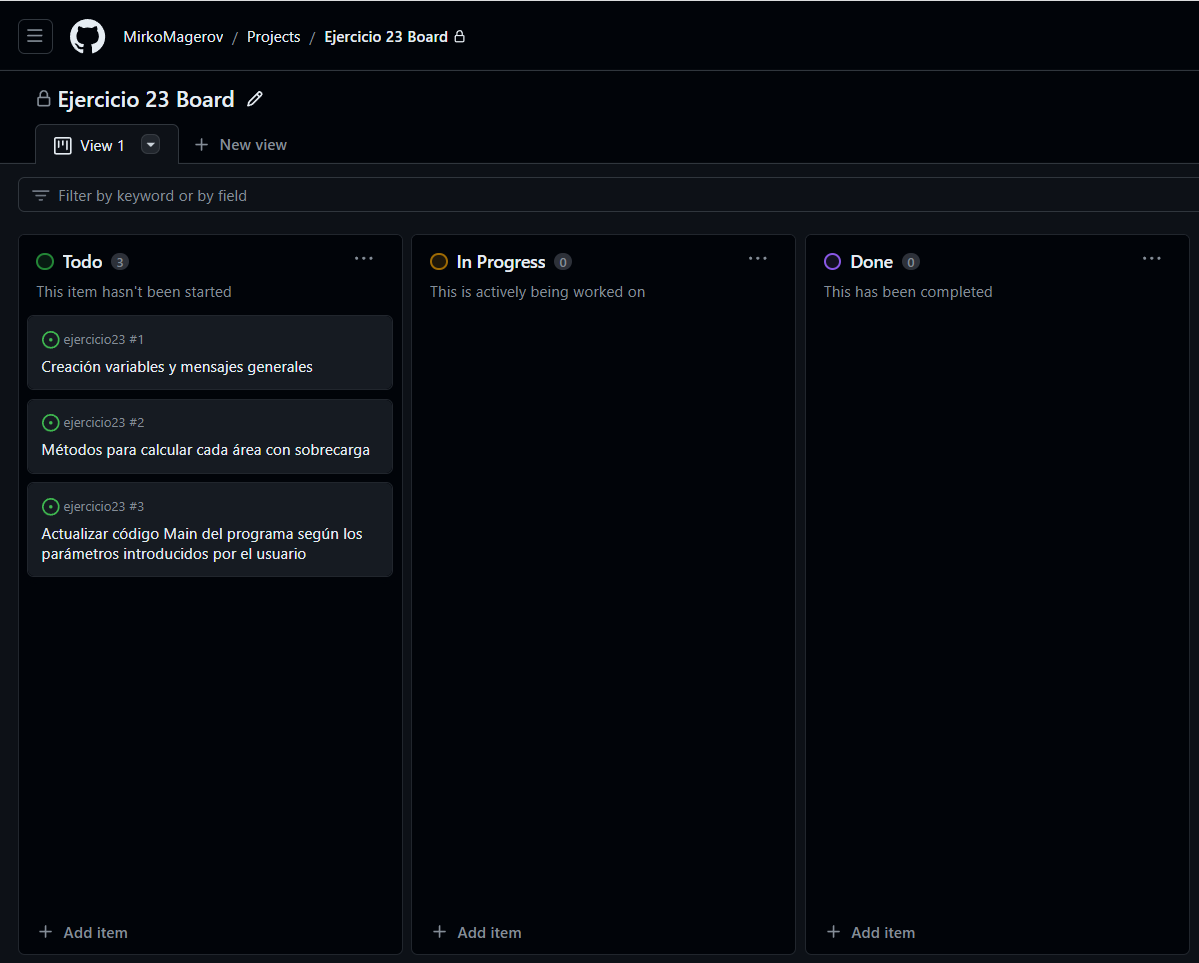 MirkoMagerov / Projects / Ejercicio 23 Board
Ejercicio 23 Board
View 1
New view
Filter by keyword or by field
Todo 3
This item hasn't been started
ejercicio23 #1
Creación variables y mensajes generales
ejercicio23 #2
Métodos para calcular cada área con sobrecarga
ejercicio23 #3
Actualizar código Main del programa según los
parámetros introducidos por el usuario
Add item
In Progress 0
This is actively being worked on
Add item
Done 0
This has been completed
Add item